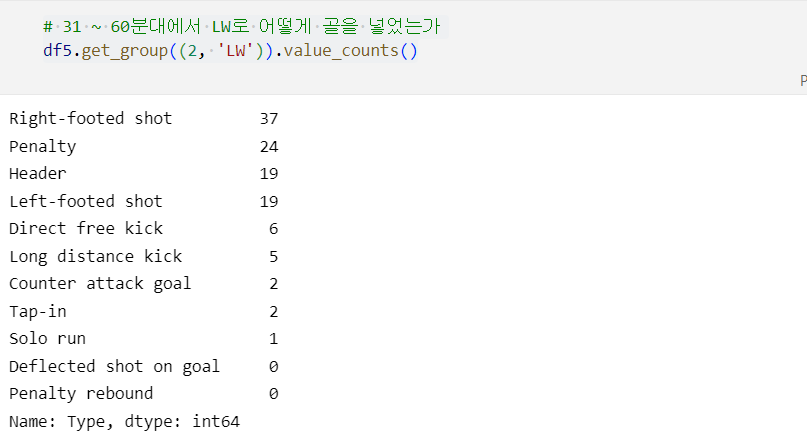 # 31 ~ 60분대에서 LW로 어떻게 골을 넣었는가
df5.get_group((2, 'LW')).value_counts()
P
Right-footed shot 37
Penalty 24
Header 19
Left-footed shot 19
Direct free kick 6
Long distance kick 5
Counter attack goal 2
Tap-in 2
Solo run 1
Deflected shot on goal 0
Penalty rebound 0
Name: Type, dtype: int64